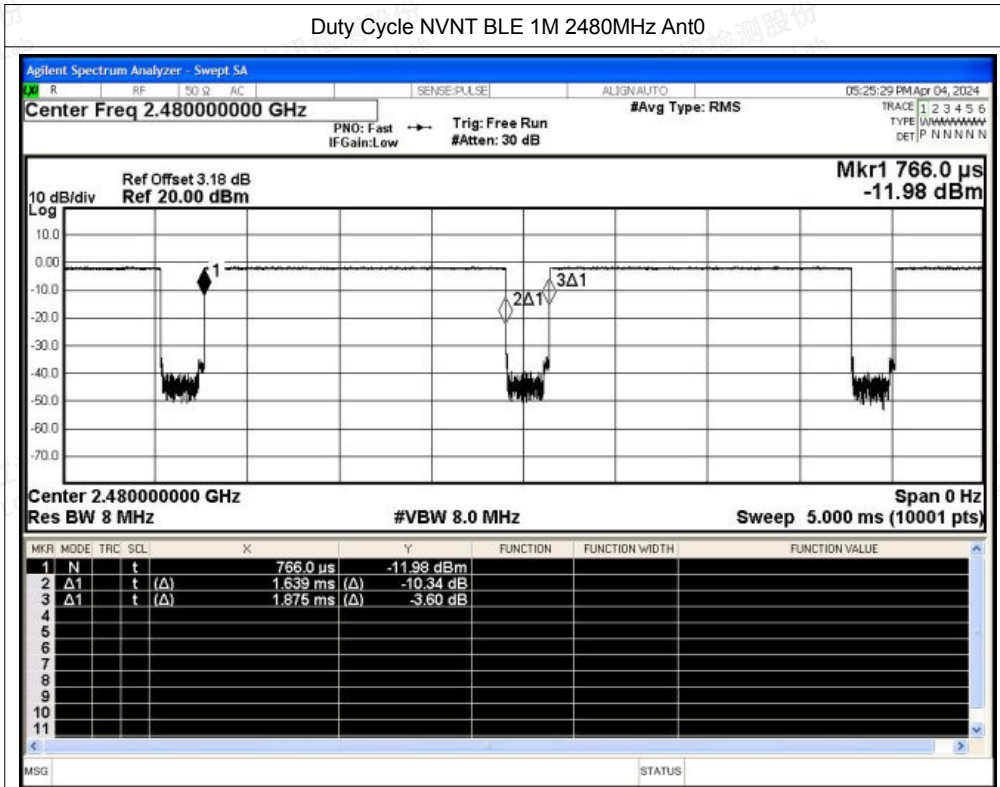 Duty Cycle NVNT BLE 1M 2480MHz Ant0
Agilent Spectrum Analyzer - Swept SA
R RF 50 Ω AC SENSE:PULSE ALIGN AUTO 05:25:29 PM Apr 04, 2024
Center Freq 2.480000000 GHz #Avg Type: RMS TRACE 1 2 3 4 5 6
PNO: Fast Trig: Free Run TYPE WWWWWW
IFGain:Low #Atten: 30 dB DET P N N N N N
Mkr1 766.0 µs
Ref Offset 3.18 dB
10 dB/div Ref 20.00 dBm -11.98 dBm
Log
10.0
0.00
1
-10.0
3Δ1
2Δ1
-20.0
-30.0
-40.0
-50.0
-60.0
-70.0
Center 2.480000000 GHz Span 0 Hz
Res BW 8 MHz #VBW 8.0 MHz Sweep 5.000 ms (10001 pts)
MKR MODE TRC SCL X Y FUNCTION FUNCTION WIDTH FUNCTION VALUE
1 N t 766.0 µs -11.98 dBm
2 Δ1 t (Δ) 1.639 ms (Δ) -10.34 dB
3 Δ1 t (Δ) 1.875 ms (Δ) -3.60 dB
4
5
6
7
8
9
10
11
MSG STATUS